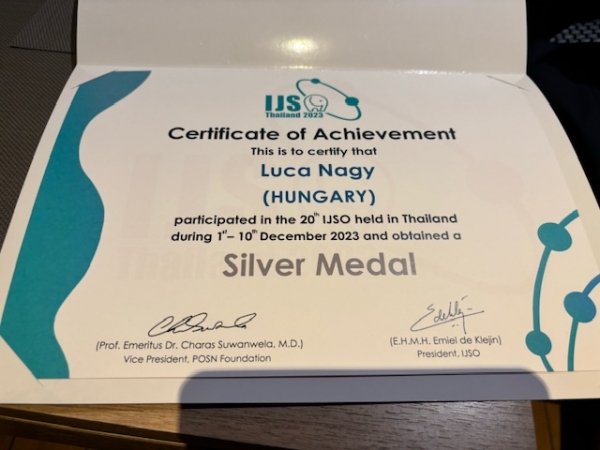 IJS
Thailand 2023
Certificate of Achievement
This is to certify that
Luca Nagy
(HUNGARY)
participated in the 20th IJSO held in Thailand
during 1st – 10th December 2023 and obtained a
Silver Medal
(Prof. Emeritus Dr. Charas Suwanwela, M.D.)
Vice President, POSN Foundation
(E.H.M.H. Emiel de Kleijn)
President, IJSO